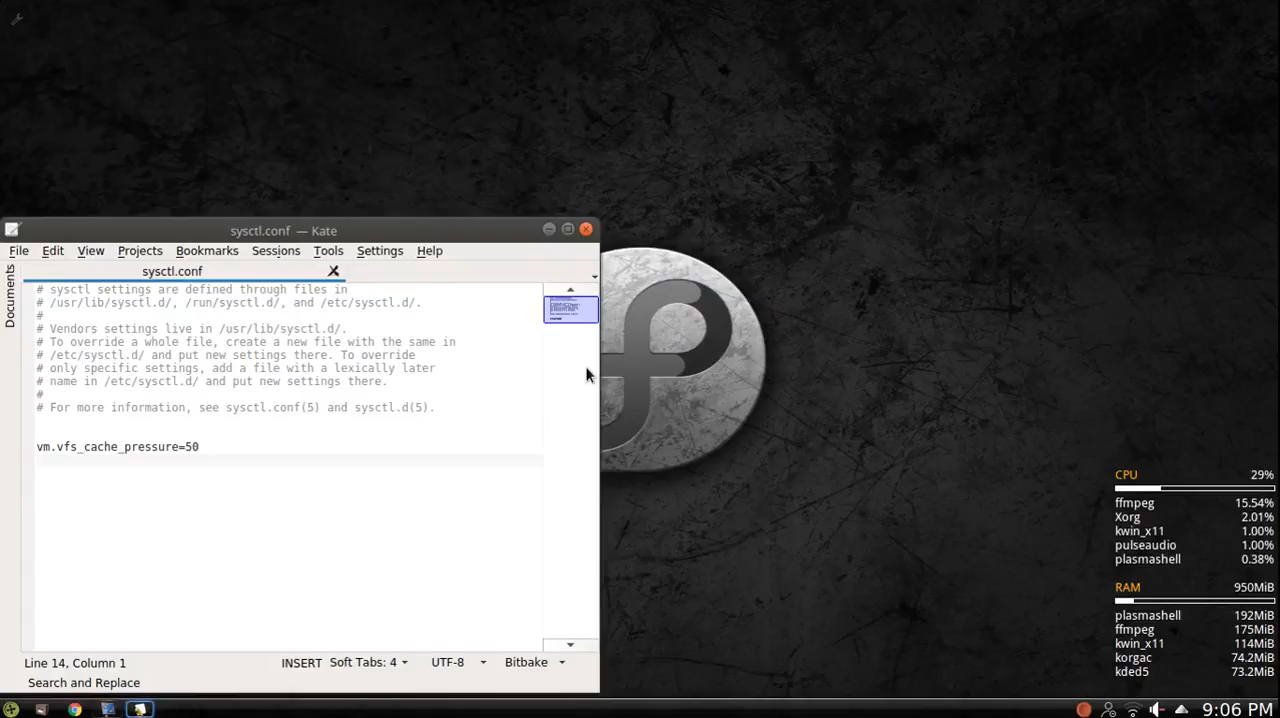 sysctl.conf — Kate
File Edit View Projects Bookmarks Sessions Tools Settings Help
sysctl.conf
Documents
# sysctl settings are defined through files in
# /usr/lib/sysctl.d/, /run/sysctl.d/, and /etc/sysctl.d/.
#
# Vendors settings live in /usr/lib/sysctl.d/.
# To override a whole file, create a new file with the same in
# /etc/sysctl.d/ and put new settings there. To override
# only specific settings, add a file with a lexically later
# name in /etc/sysctl.d/ and put new settings there.
#
# For more information, see sysctl.conf(5) and sysctl.d(5).
vm.vfs_cache_pressure=50
Line 14, Column 1 INSERT Soft Tabs: 4 UTF-8 Bitbake
Search and Replace
CPU 29%
ffmpeg 15.54%
Xorg 2.01%
kwin_x11 1.00%
pulseaudio 1.00%
plasmashell 0.38%
RAM 950MiB
plasmashell 192MiB
ffmpeg 175MiB
kwin_x11 114MiB
korgac 74.2MiB
kded5 73.2MiB
9:06 PM